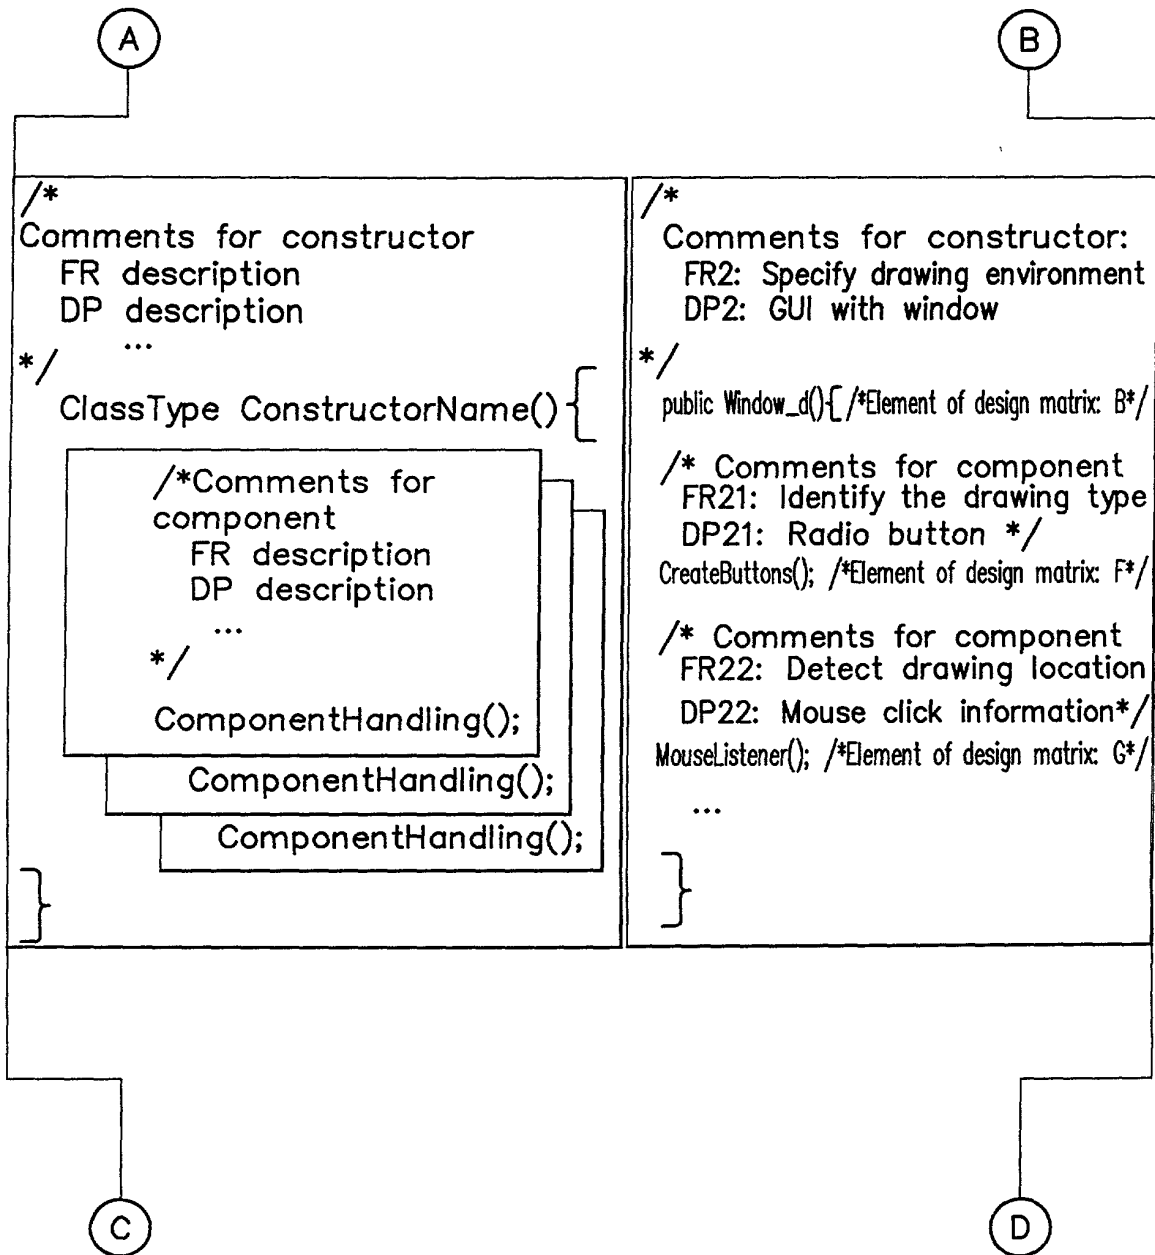 A
B
/*
Comments for constructor
FR description
DP description
...
*/
ClassType ConstructorName(){
/*Comments for
component
FR description
DP description
...
*/
ComponentHandling();
ComponentHandling();
ComponentHandling();
}
/*
Comments for constructor:
FR2: Specify drawing environment
DP2: GUI with window
*/
public Window_d(){ /*Element of design matrix: B*/
/* Comments for component
FR21: Identify the drawing type
DP21: Radio button */
CreateButtons(); /*Element of design matrix: F*/
/* Comments for component
FR22: Detect drawing location
DP22: Mouse click information*/
MouseListener(); /*Element of design matrix: G*/
...
}
C
D